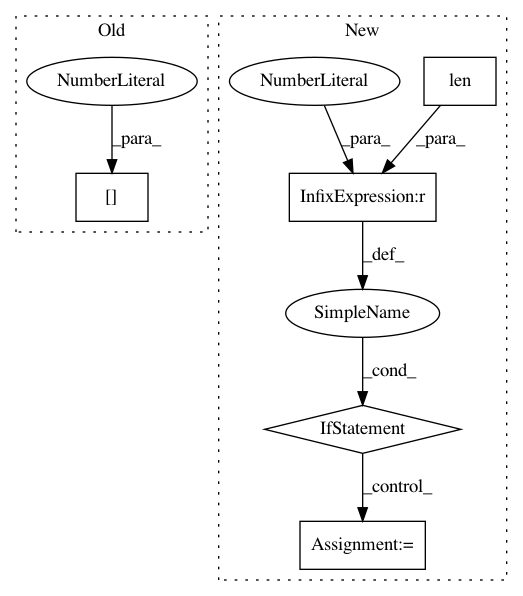 Old
New
NumberLiteral
NumberLiteral
len
_para_
_para_
_para_
[]
InfixExpression:r
_def_
SimpleName
_cond_
IfStatement
_control_
Assignment:=